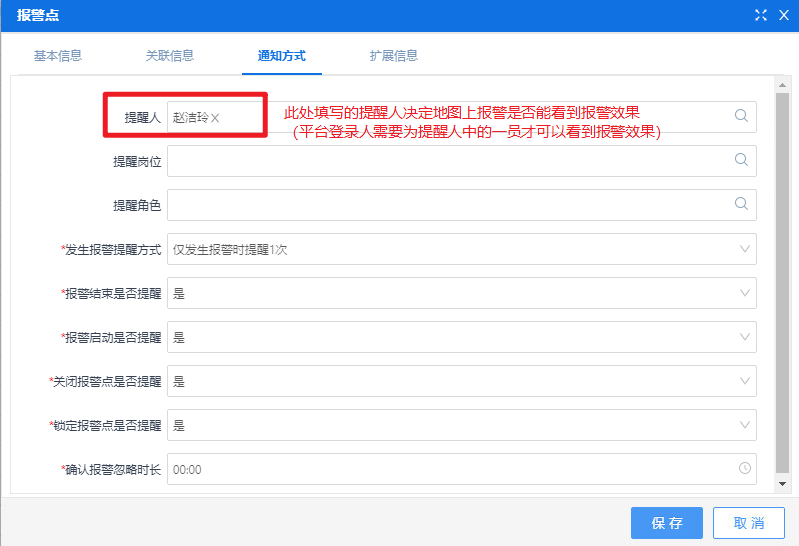 报警点
基本信息 关联信息 通知方式 扩展信息
提醒人 赵洁玲 X 此处填写的提醒人决定地图上报警是否能看到报警效果
（平台登录人需要为提醒人中的一员才可以看到报警效果）
提醒岗位
提醒角色
*发生报警提醒方式 仅发生报警时提醒1次
*报警结束是否提醒 是
*报警启动是否提醒 是
*关闭报警点是否提醒 是
*锁定报警点是否提醒 是
*确认报警忽略时长 00:00
保存 取消